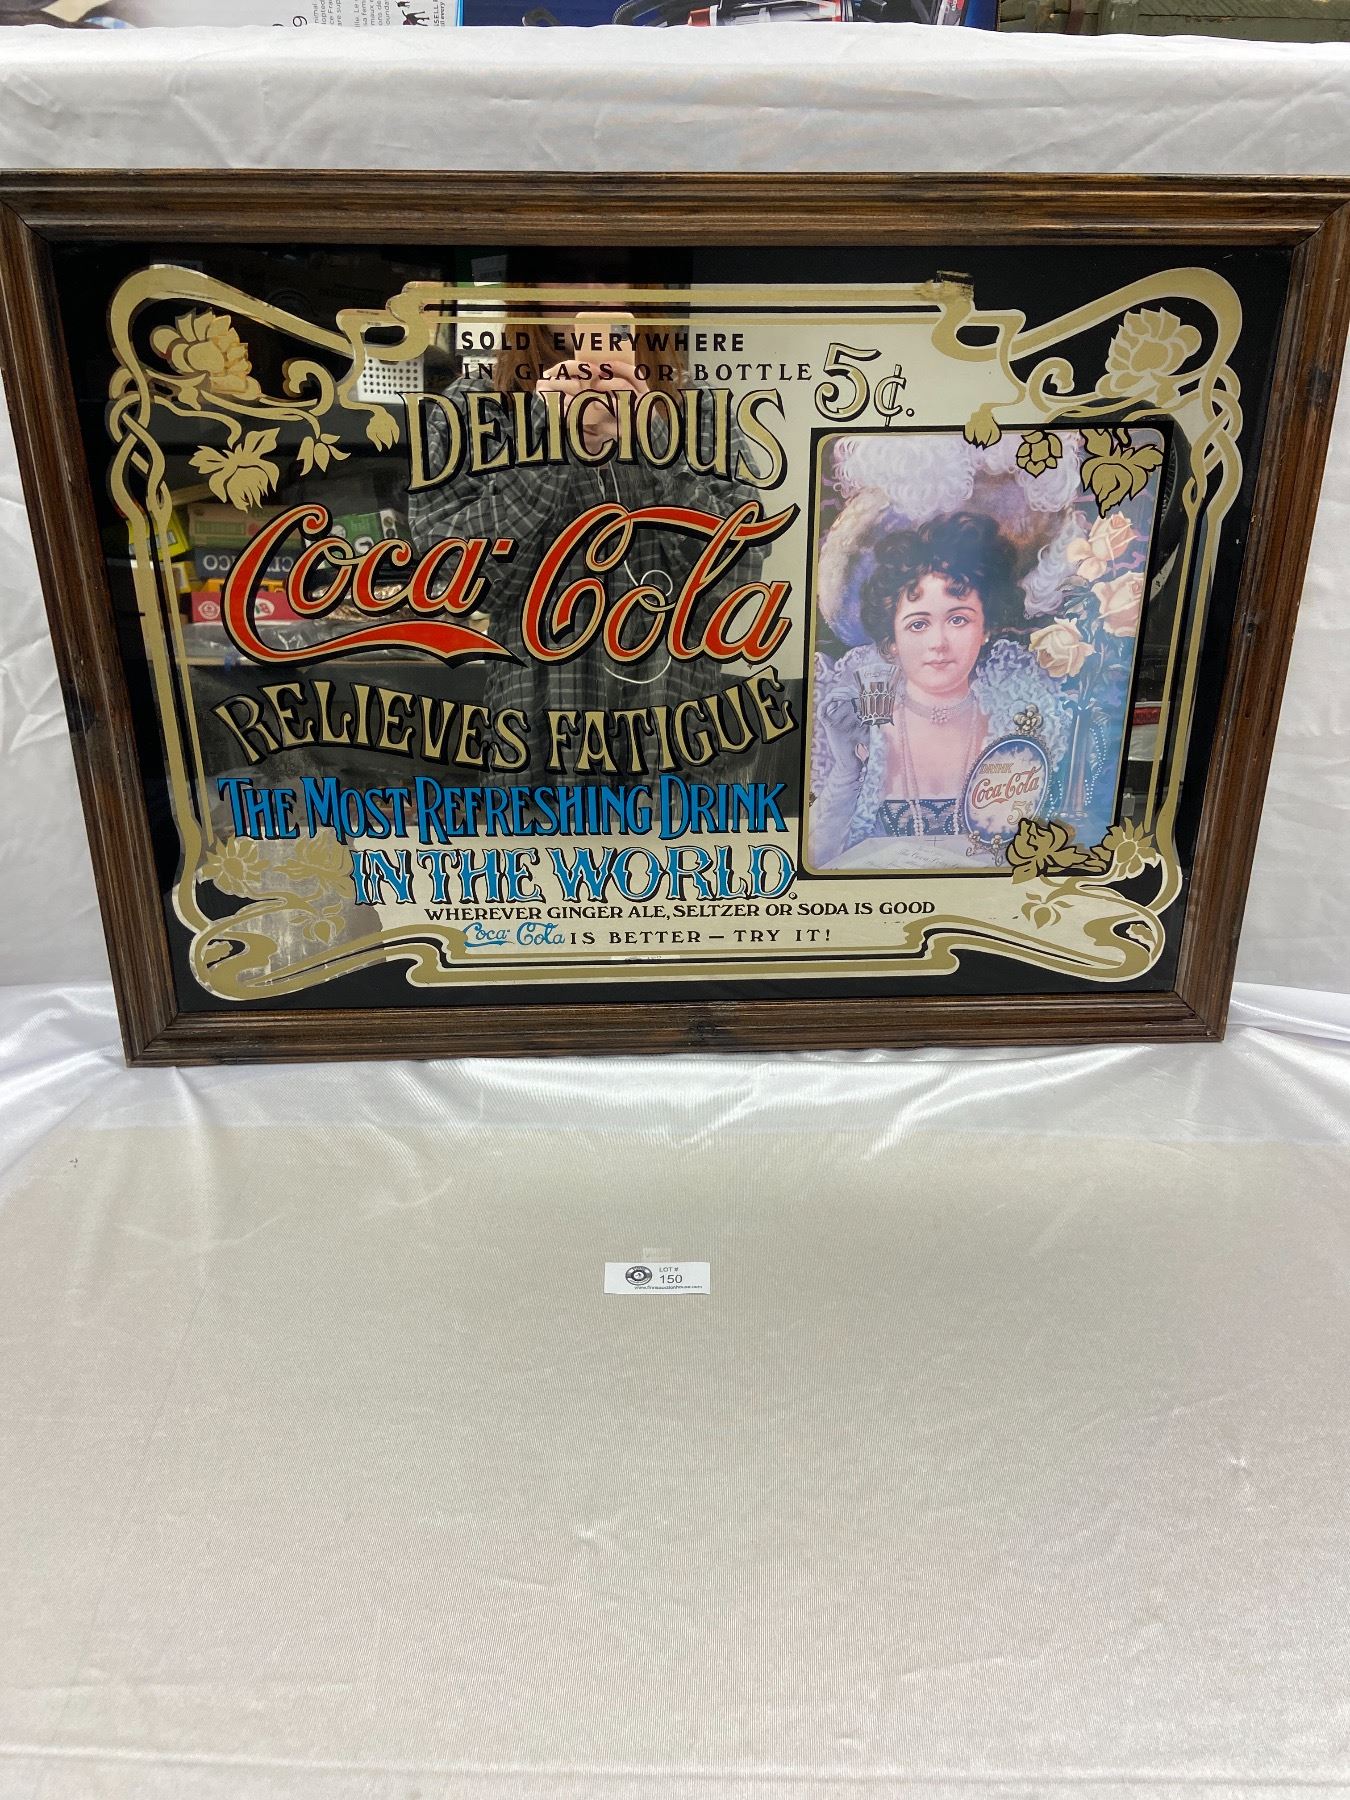 SOLD EVERYWHERE
IN GLASS OR BOTTLE 5¢.
DELICIOUS
Coca-Cola
RELIEVES FATIGUE
THE MOST REFRESHING DRINK
IN THE WORLD.
WHEREVER GINGER ALE, SELTZER OR SODA IS GOOD
Coca-Cola IS BETTER — TRY IT!
DRINK
Coca-Cola
5¢
LOT #
150